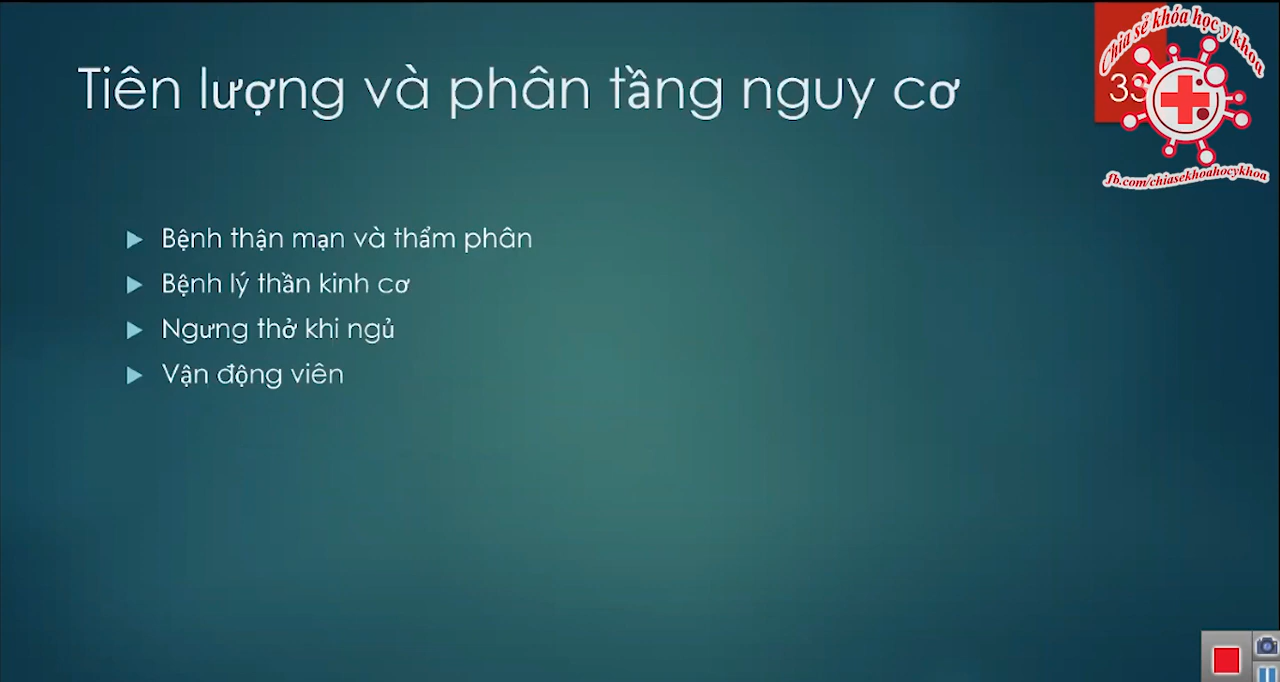 Tiên lượng và phân tầng nguy cơ
33
Chia sẻ khóa học y khoa
fb.com/chiasekhoahocykhoa
Bệnh thận mạn và thẩm phân
Bệnh lý thần kinh cơ
Ngưng thở khi ngủ
Vận động viên